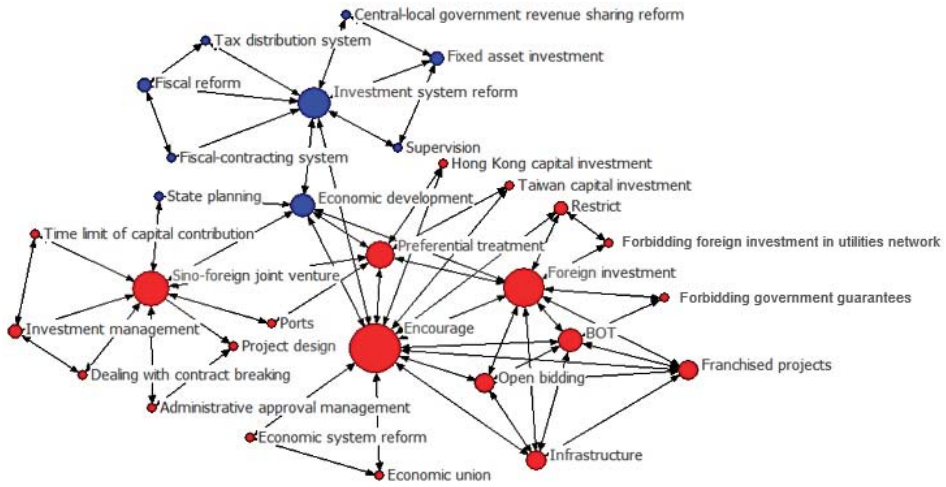 Central-local government revenue sharing reform
Tax distribution system
Fixed asset investment
Fiscal reform
Investment system reform
Supervision
Fiscal-contracting system
Hong Kong capital investment
Taiwan capital investment
State planning
Economic development
Restrict
Time limit of capital contribution
Preferential treatment
Forbidding foreign investment in utilities network
Sino-foreign joint venture
Foreign investment
Forbidding government guarantees
Investment management
Ports
Encourage
BOT
Project design
Franchised projects
Dealing with contract breaking
Open bidding
Administrative approval management
Economic system reform
Infrastructure
Economic union